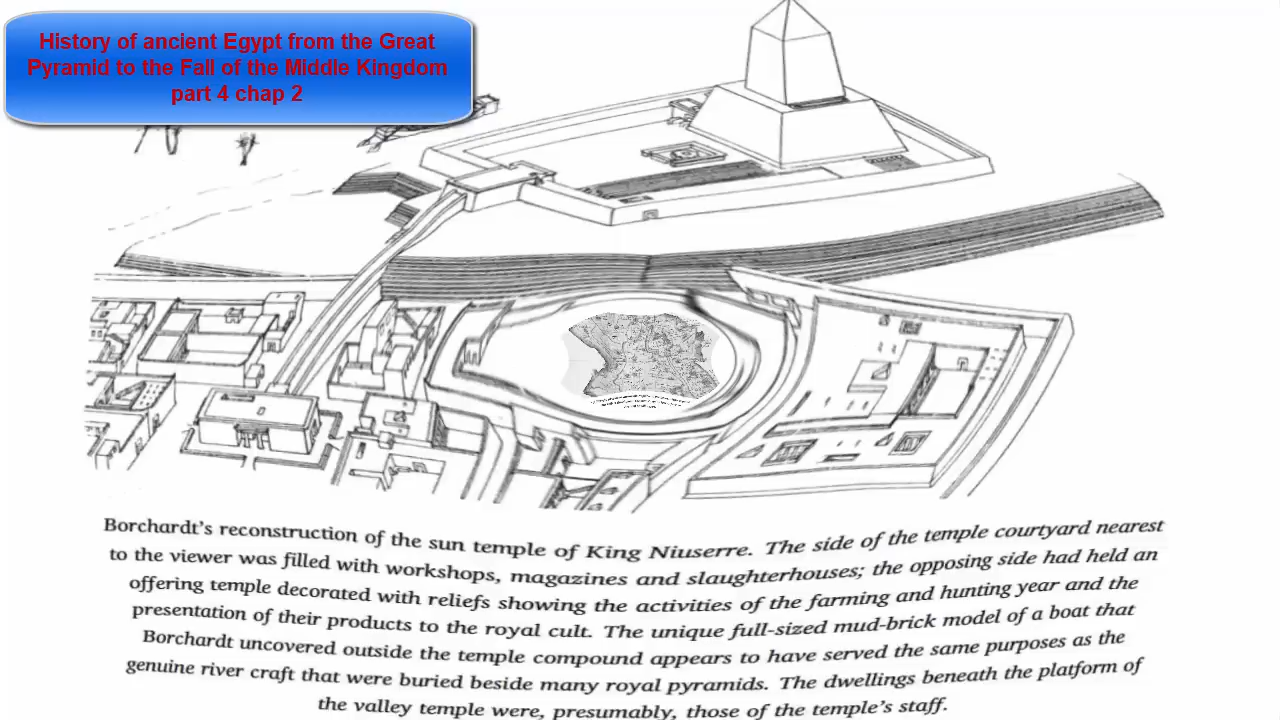 History of ancient Egypt from the Great
Pyramid to the Fall of the Middle Kingdom
part 4 chap 2
Borchardt's reconstruction of the sun temple of King Niuserre. The side of the temple courtyard nearest
to the viewer was filled with workshops, magazines and slaughterhouses; the opposing side had held an
offering temple decorated with reliefs showing the activities of the farming and hunting year and the
presentation of their products to the royal cult. The unique full-sized mud-brick model of a boat that
Borchardt uncovered outside the temple compound appears to have served the same purposes as the
genuine river craft that were buried beside many royal pyramids. The dwellings beneath the platform of
the valley temple were, presumably, those of the temple's staff.